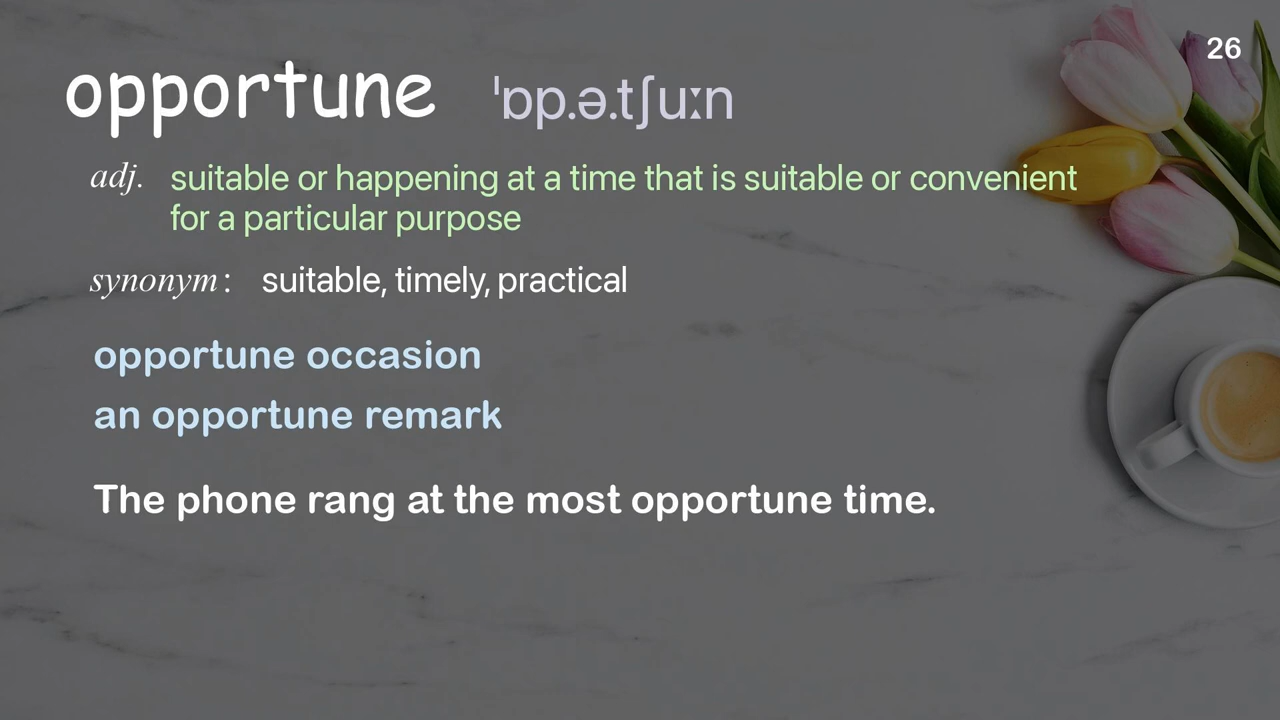 26
opportune ˈɒp.ə.tʃuːn
adj. suitable or happening at a time that is suitable or convenient
for a particular purpose
synonym: suitable, timely, practical
opportune occasion
an opportune remark
The phone rang at the most opportune time.